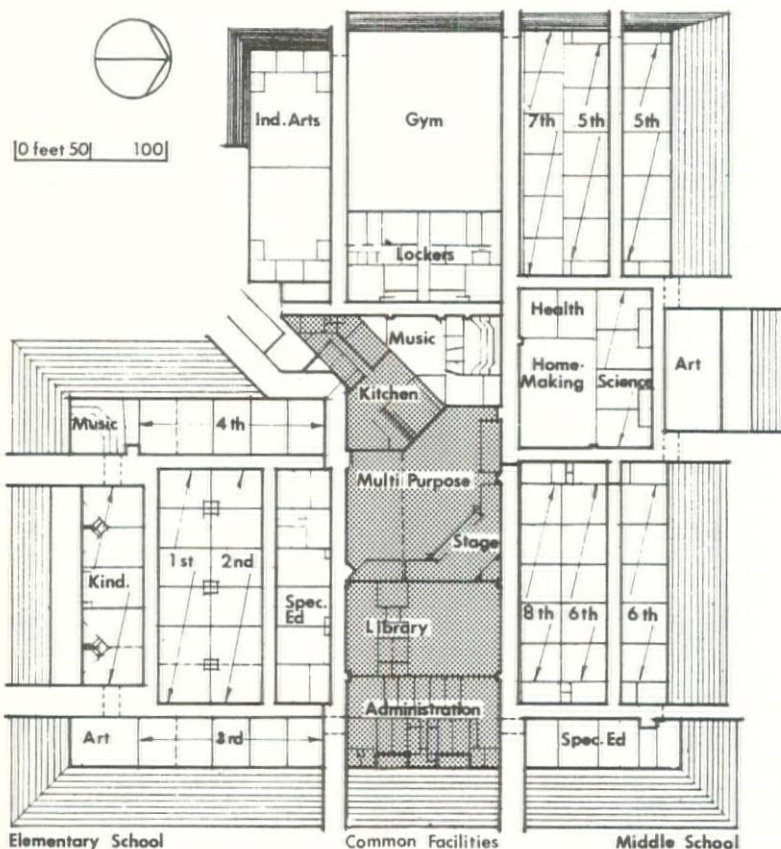 Ind. Arts
Gym
7th
5th
5th
0 feet 50 100
Lockers
Health
Music
Home-
Making
Science
Art
Kitchen
Music
4th
Multi Purpose
Stage
Kind.
1st
2nd
Spec.
Ed
8th
6th
6th
Library
Administration
Art
3rd
Spec. Ed
Elementary School
Common Facilities
Middle School